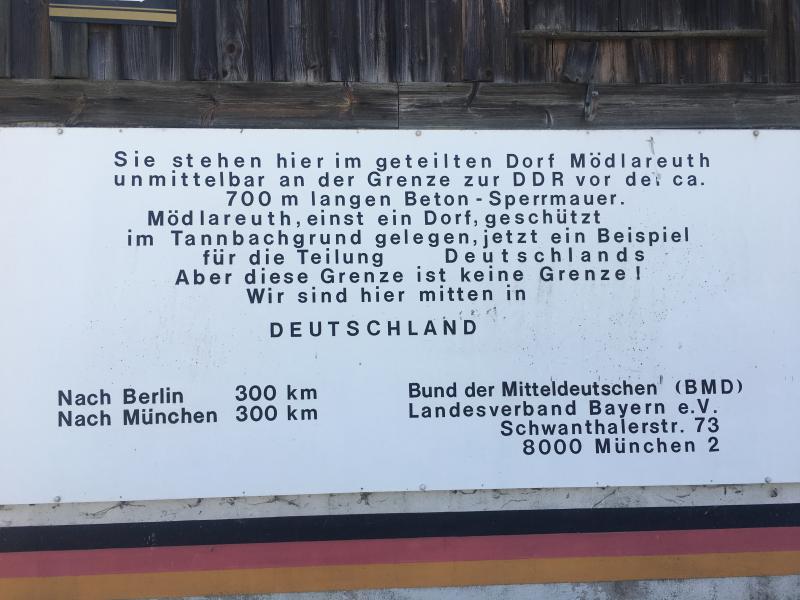 Sie stehen hier im geteilten Dorf Mödlareuth
unmittelbar an der Grenze zur DDR vor der ca.
700 m langen Beton-Sperrmauer.
Mödlareuth, einst ein Dorf, geschützt
im Tannbachgrund gelegen, jetzt ein Beispiel
für die Teilung Deutschlands
Aber diese Grenze ist keine Grenze!
Wir sind hier mitten in
DEUTSCHLAND
Nach Berlin 300 km
Nach München 300 km
Bund der Mitteldeutschen (BMD)
Landesverband Bayern e.V.
Schwanthalerstr. 73
8000 München 2